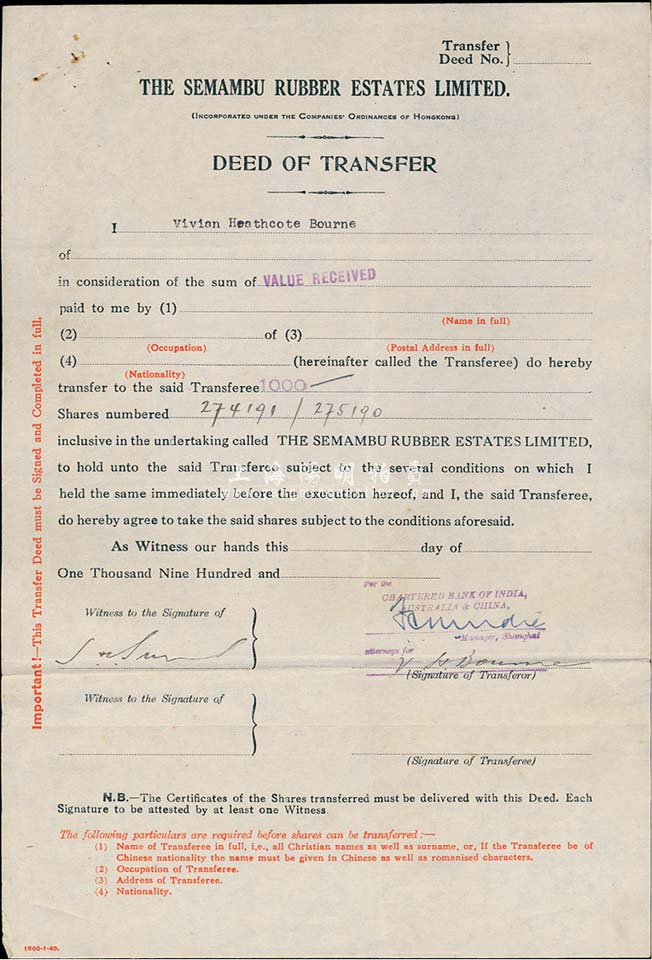 Transfer
Deed No.
THE SEMAMBU RUBBER ESTATES LIMITED.
(INCORPORATED UNDER THE COMPANIES' ORDINANCES OF HONGKONG)
DEED OF TRANSFER
I Vivian Heathcote Bourne
of
in consideration of the sum of VALUE RECEIVED
paid to me by (1)
(Name in full)
(2) of (3)
(Occupation) (Postal Address in full)
(4) (hereinafter called the Transferee) do hereby
(Nationality)
transfer to the said Transferee 1000
Shares numbered 274191 / 275190
inclusive in the undertaking called THE SEMAMBU RUBBER ESTATES LIMITED,
to hold unto the said Transferee subject to the several conditions on which I
上海陽明拍賣
held the same immediately before the execution hereof, and I, the said Transferee,
do hereby agree to take the said shares subject to the conditions aforesaid.
As Witness our hands this day of
One Thousand Nine Hundred and
For the
CHARTERED BANK OF INDIA,
AUSTRALIA & CHINA,
Manager, Shanghai
attorneys for
Witness to the Signature of
V H Bourne
(Signature of Transferor)
Witness to the Signature of
(Signature of Transferee)
N.B.—The Certificates of the Shares transferred must be delivered with this Deed. Each
Signature to be attested by at least one Witness.
The following particulars are required before shares can be transferred:—
(1) Name of Transferee in full, i.e., all Christian names as well as surname, or, If the Transferee be of
Chinese nationality the name must be given in Chinese as well as romanised characters.
(2) Occupation of Transferee.
(3) Address of Transferee.
(4) Nationality.
1500-1-40.
Important!—This Transfer Deed must be Signed and Completed in full.